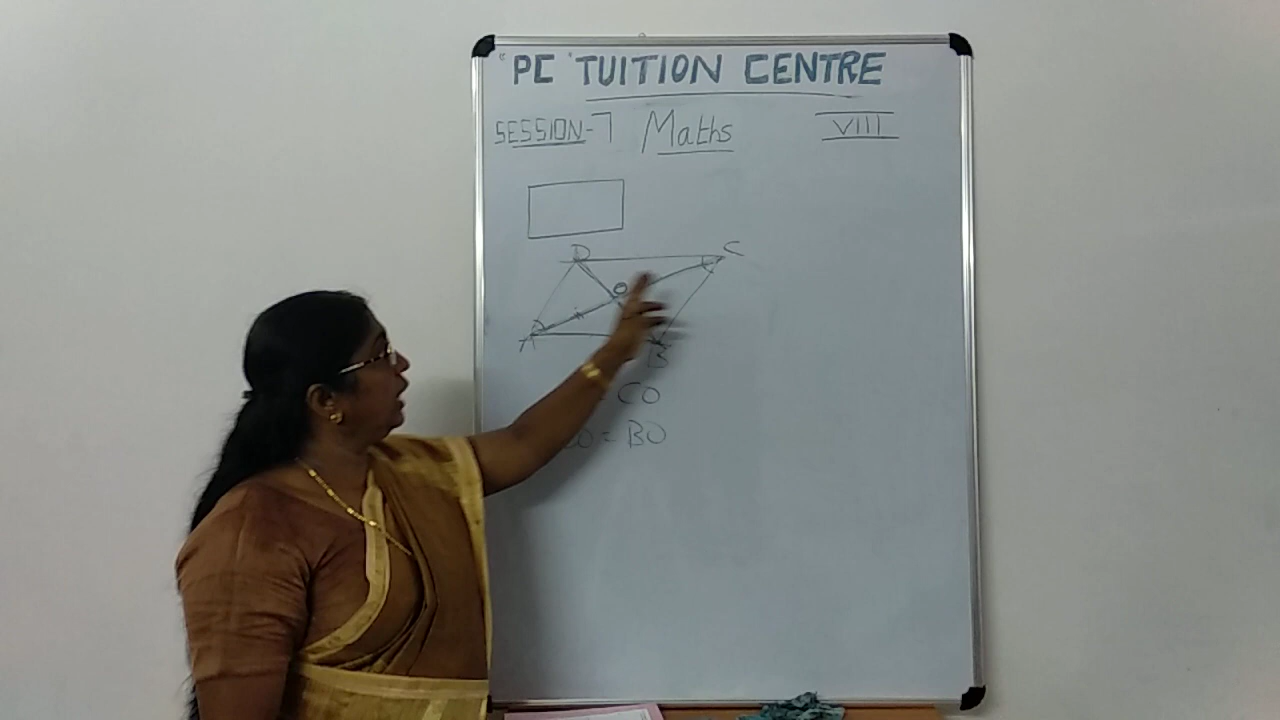 PC TUITION CENTRE
SESSION-7 Maths VIII
D C
O
A B
= CO
O = BO